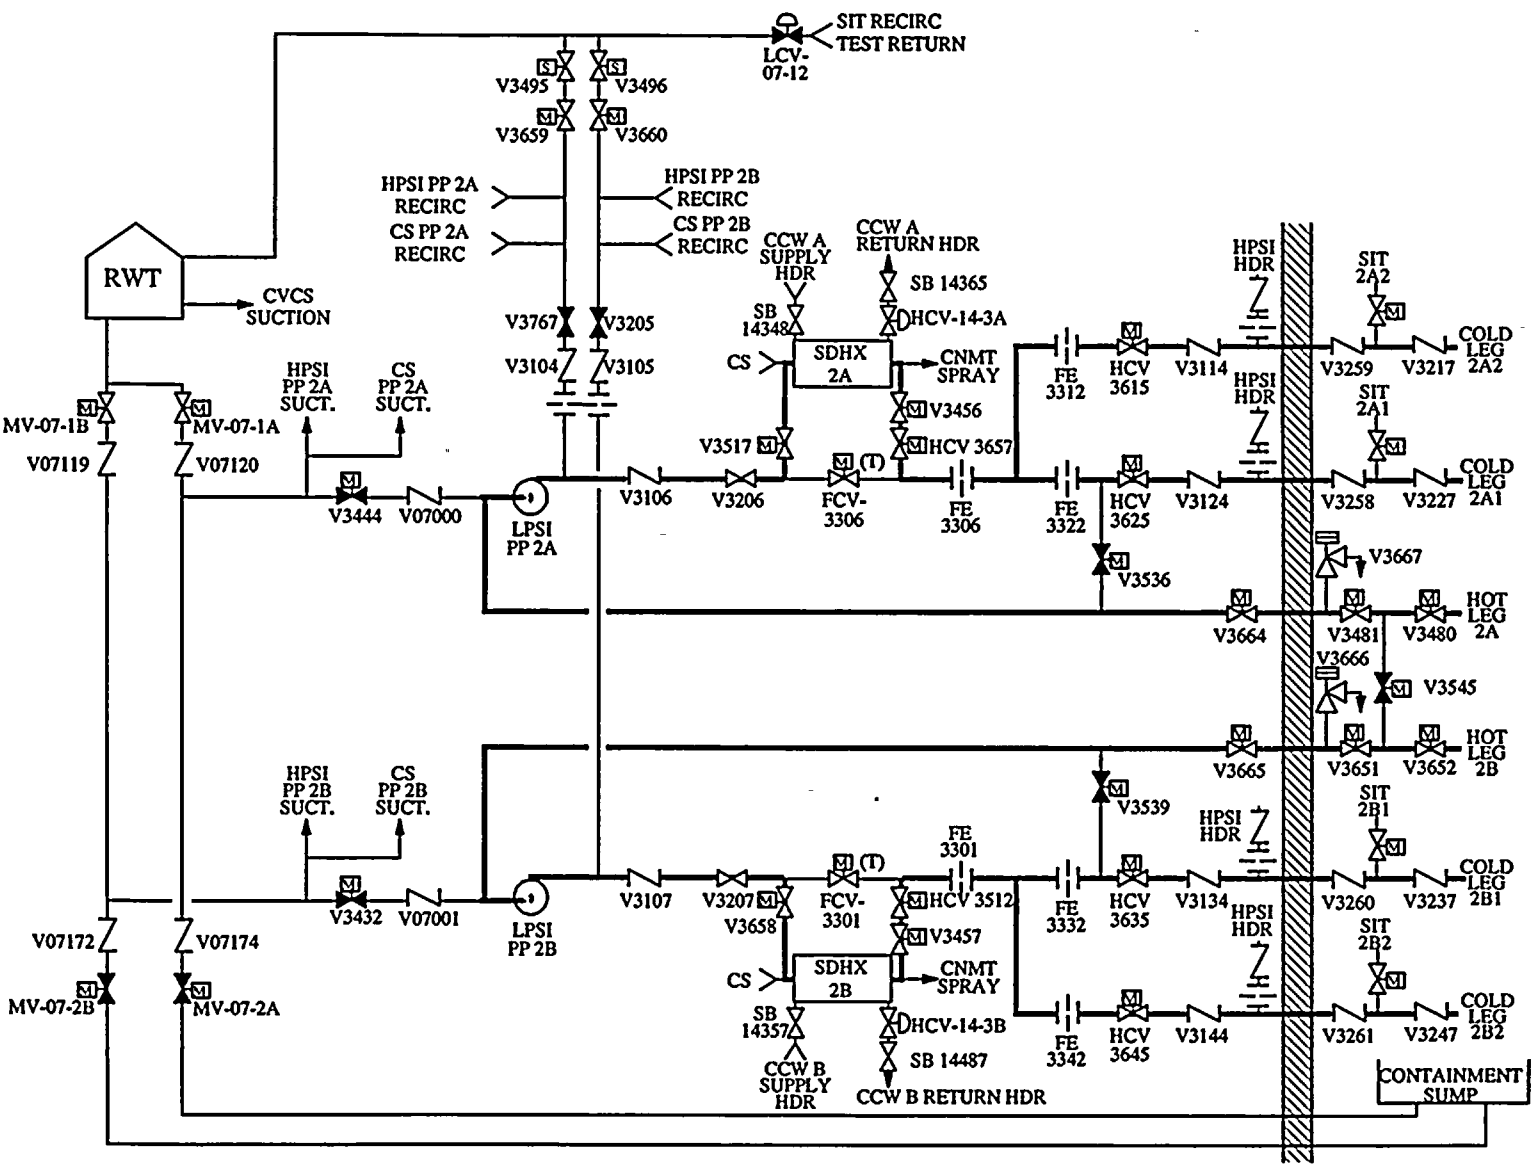 SIT RECIRC
TEST RETURN
LCV-
07-12
S
S
V3495
V3496
M
M
V3659
V3660
HPSI PP 2A
RECIRC
HPSI PP 2B
RECIRC
CS PP 2A
RECIRC
CS PP 2B
RECIRC
RWT
CVCS
SUCTION
V3767
V3205
V3104
V3105
CCW A
SUPPLY
HDR
CCW A
RETURN HDR
SB 14365
SB
14348
HCV-14-3A
CS
SDHX
2A
CNMT
SPRAY
M
V3456
V3517
M
M
HCV 3657
HPSI
PP 2A
SUCT.
CS
PP 2A
SUCT.
M
MV-07-1B
M
MV-07-1A
V07119
V07120
M
V3444
V07000
LPSI
PP 2A
V3106
V3206
M
(T)
FCV-
3306
FE
3306
FE
3312
M
HCV
3615
V3114
HPSI
HDR
V3259
SIT
2A2
M
V3217
COLD
LEG
2A2
FE
3322
M
HCV
3625
V3124
HPSI
HDR
V3258
SIT
2A1
M
V3227
COLD
LEG
2A1
M
V3536
V3667
M
V3664
M
V3481
M
V3480
HOT
LEG
2A
V3666
M
V3545
M
V3665
M
V3651
M
V3652
HOT
LEG
2B
M
V3539
HPSI
PP 2B
SUCT.
CS
PP 2B
SUCT.
M
V3432
V07001
LPSI
PP 2B
V3107
V3207
M
V3658
M
(T)
FCV-
3301
FE
3301
M
HCV 3512
M
V3457
CS
SDHX
2B
CNMT
SPRAY
SB
14357
HCV-14-3B
SB 14487
CCW B
SUPPLY
HDR
CCW B RETURN HDR
FE
3332
M
HCV
3635
V3134
HPSI
HDR
V3260
SIT
2B1
M
V3237
COLD
LEG
2B1
FE
3342
M
HCV
3645
V3144
HPSI
HDR
V3261
SIT
2B2
M
V3247
COLD
LEG
2B2
V07172
V07174
M
MV-07-2B
M
MV-07-2A
CONTAINMENT
SUMP